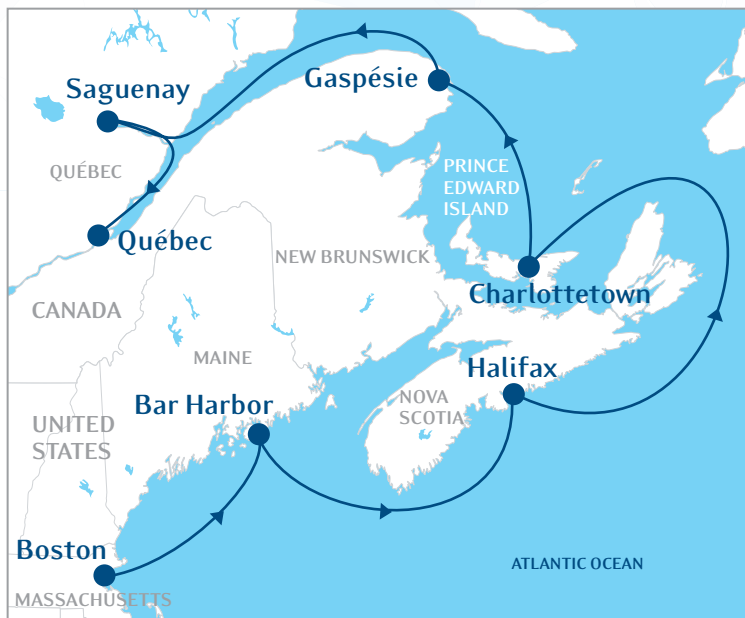 Gaspésie
Saguenay
PRINCE
EDWARD
ISLAND
QUÉBEC
Québec
NEW BRUNSWICK
Charlottetown
CANADA
MAINE
Halifax
NOVA
SCOTIA
Bar Harbor
UNITED
STATES
Boston
ATLANTIC OCEAN
MASSACHUSETTS